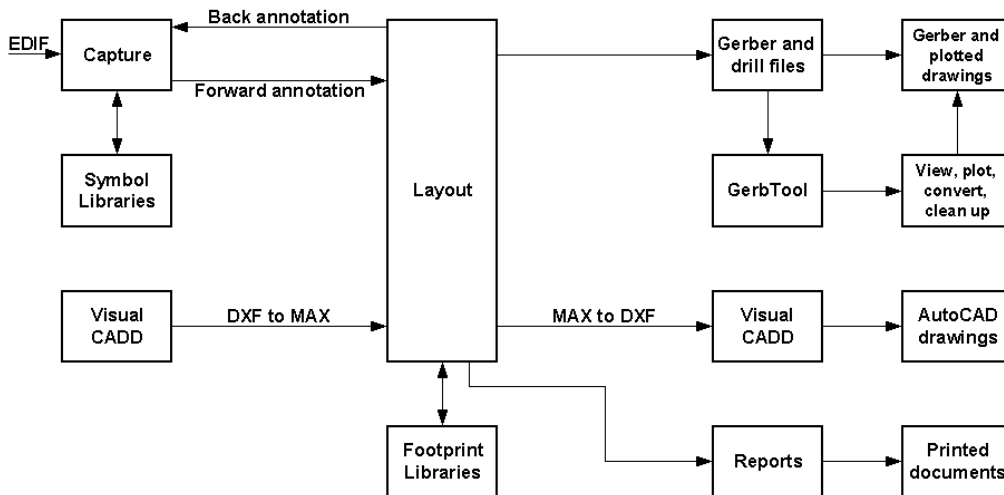 Back annotation
EDIF
Capture
Forward annotation
Symbol
Libraries
Layout
Gerber and
drill files
Gerber and
plotted
drawings
GerbTool
View, plot,
convert,
clean up
Visual
CADD
DXF to MAX
MAX to DXF
Visual
CADD
AutoCAD
drawings
Footprint
Libraries
Reports
Printed
documents